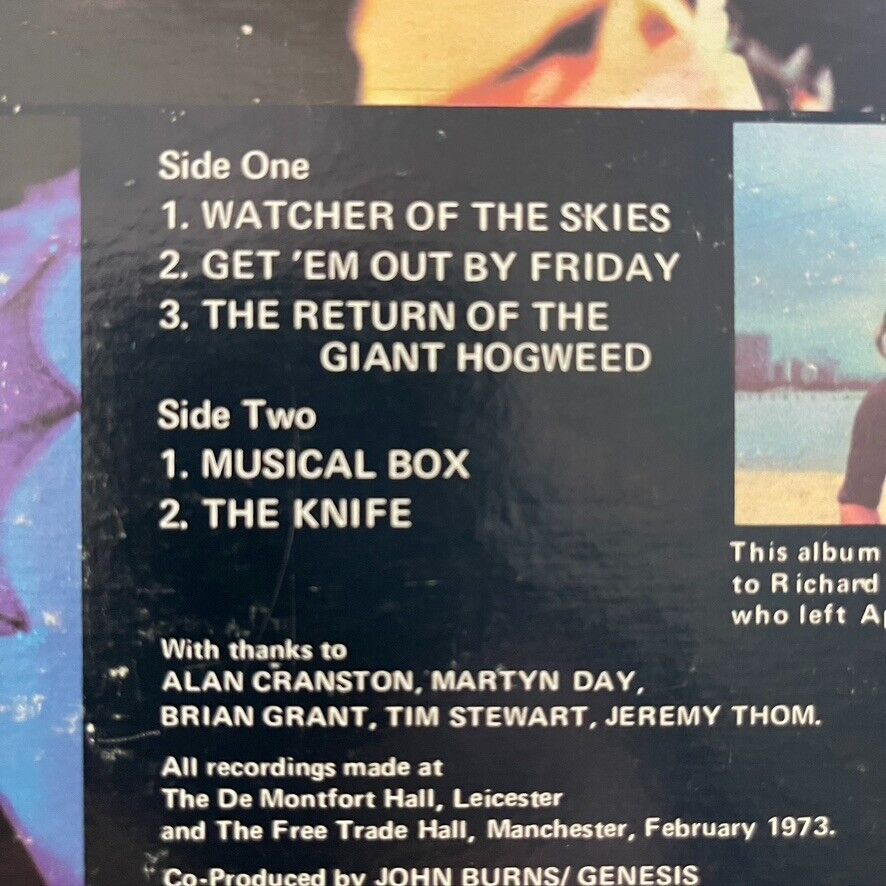 Side One
1. WATCHER OF THE SKIES
2. GET 'EM OUT BY FRIDAY
3. THE RETURN OF THE
GIANT HOGWEED
Side Two
1. MUSICAL BOX
2. THE KNIFE
This album
to Richard
who left
With thanks to
ALAN CRANSTON, MARTYN DAY,
BRIAN GRANT, TIM STEWART, JEREMY THOM.
All recordings made at
The De Montfort Hall, Leicester
and The Free Trade Hall, Manchester, February 1973.
Co-Produced by JOHN BURNS/ GENESIS